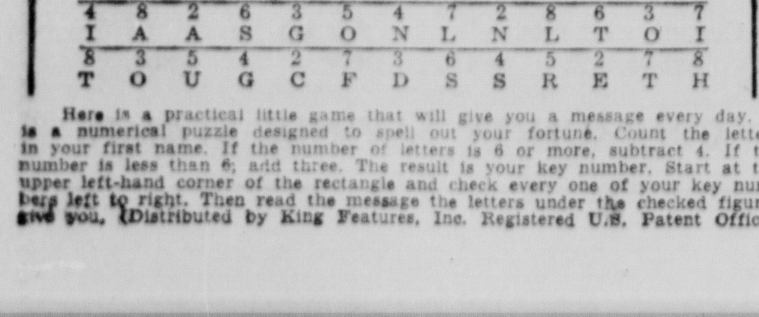 4 8 2 6 3 5 4 7 2 8 6 3 7
I A A S G O N L N L T O I
8 3 5 4 2 7 3 6 4 5 2 7 8
T O U G C F D S S R E T H
Here is a practical little game that will give you a message every day.
is a numerical puzzle designed to spell out your fortune. Count the lette
in your first name. If the number of letters is 6 or more, subtract 4. If t
number is less than 6, add three. The result is your key number. Start at t
upper left-hand corner of the rectangle and check every one of your key num
bers left to right. Then read the message the letters under the checked figur
give you. (Distributed by King Features, Inc. Registered U.S. Patent Offic